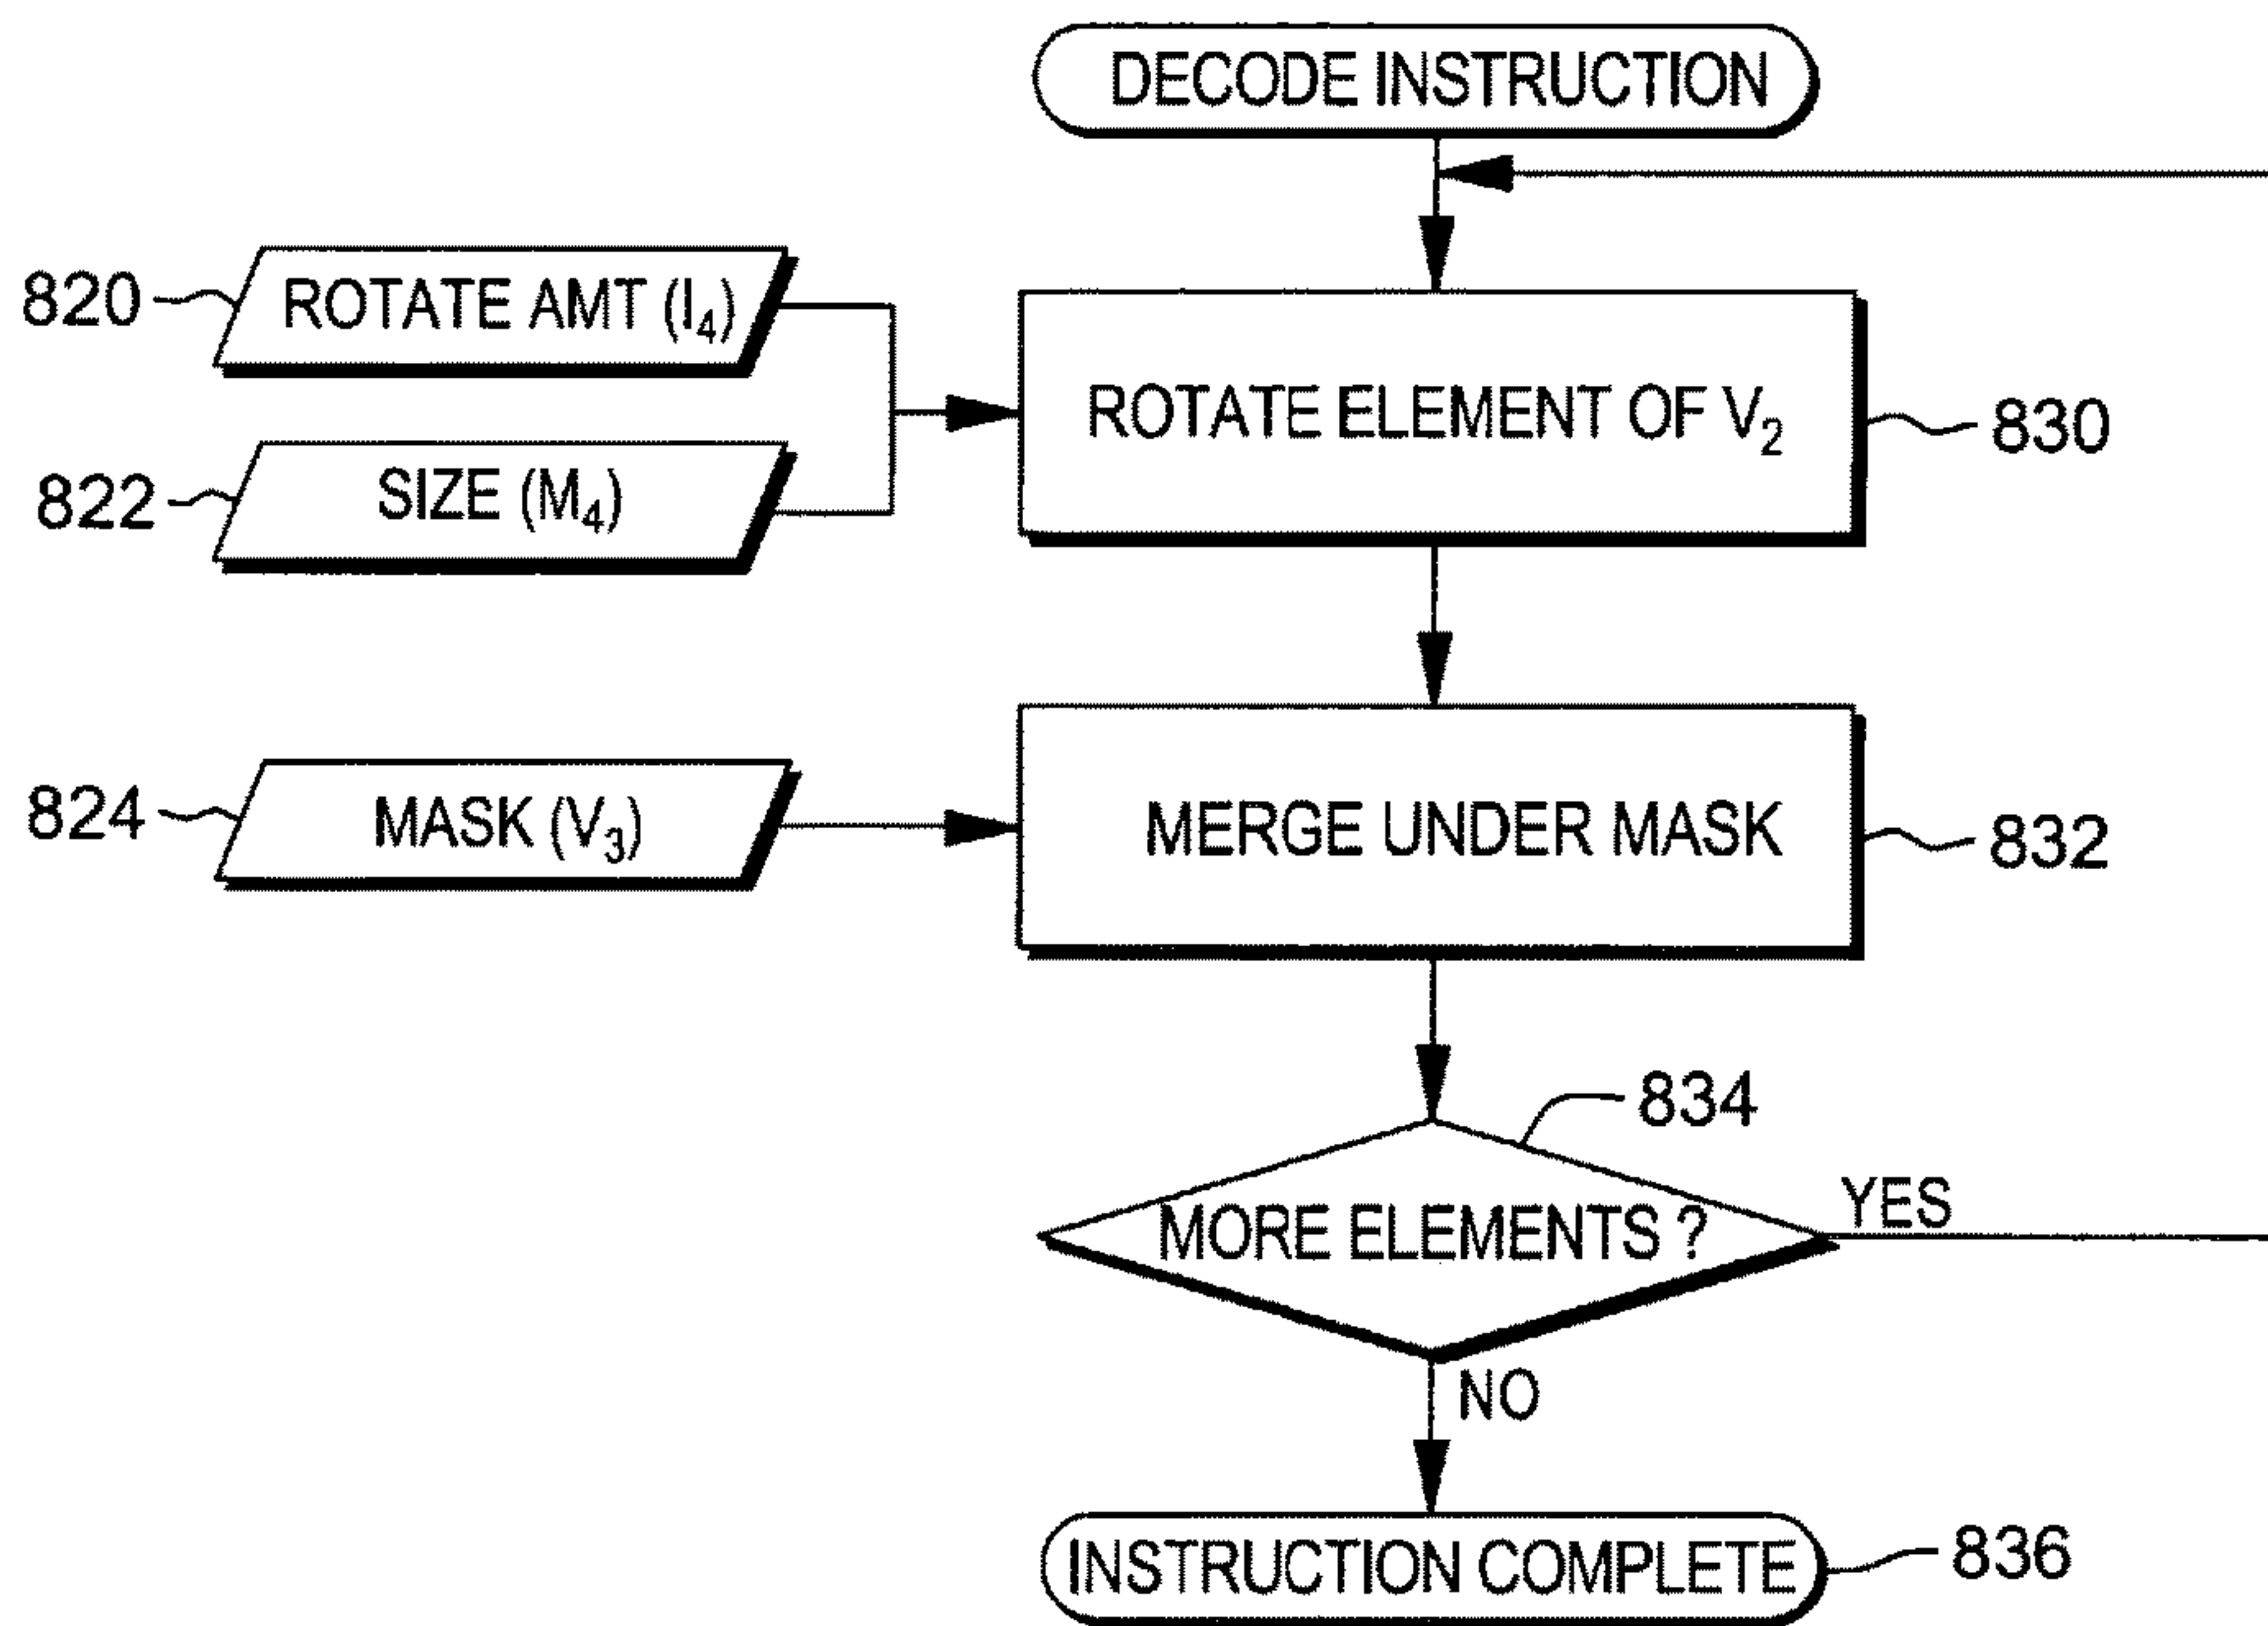 DECODE INSTRUCTION
820 ROTATE AMT (I₄)
ROTATE ELEMENT OF V₂ 830
822 SIZE (M₄)
824 MASK (V₃)
MERGE UNDER MASK 832
834
MORE ELEMENTS ? YES
NO
INSTRUCTION COMPLETE 836